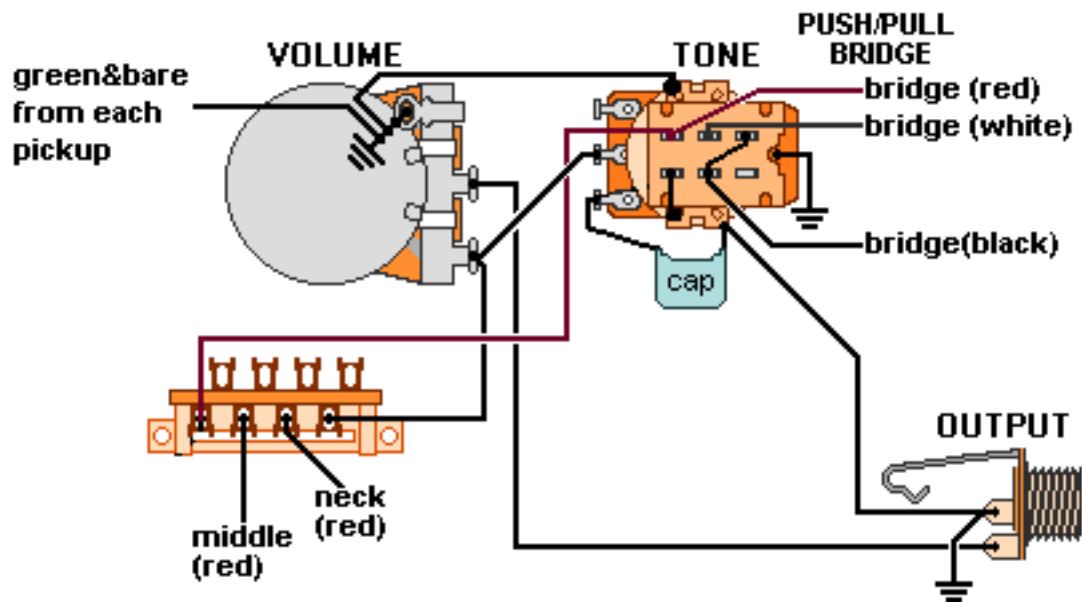 PUSH/PULL
BRIDGE
VOLUME
TONE
green&bare
from each
pickup
bridge (red)
bridge (white)
bridge(black)
cap
OUTPUT
neck
(red)
middle
(red)